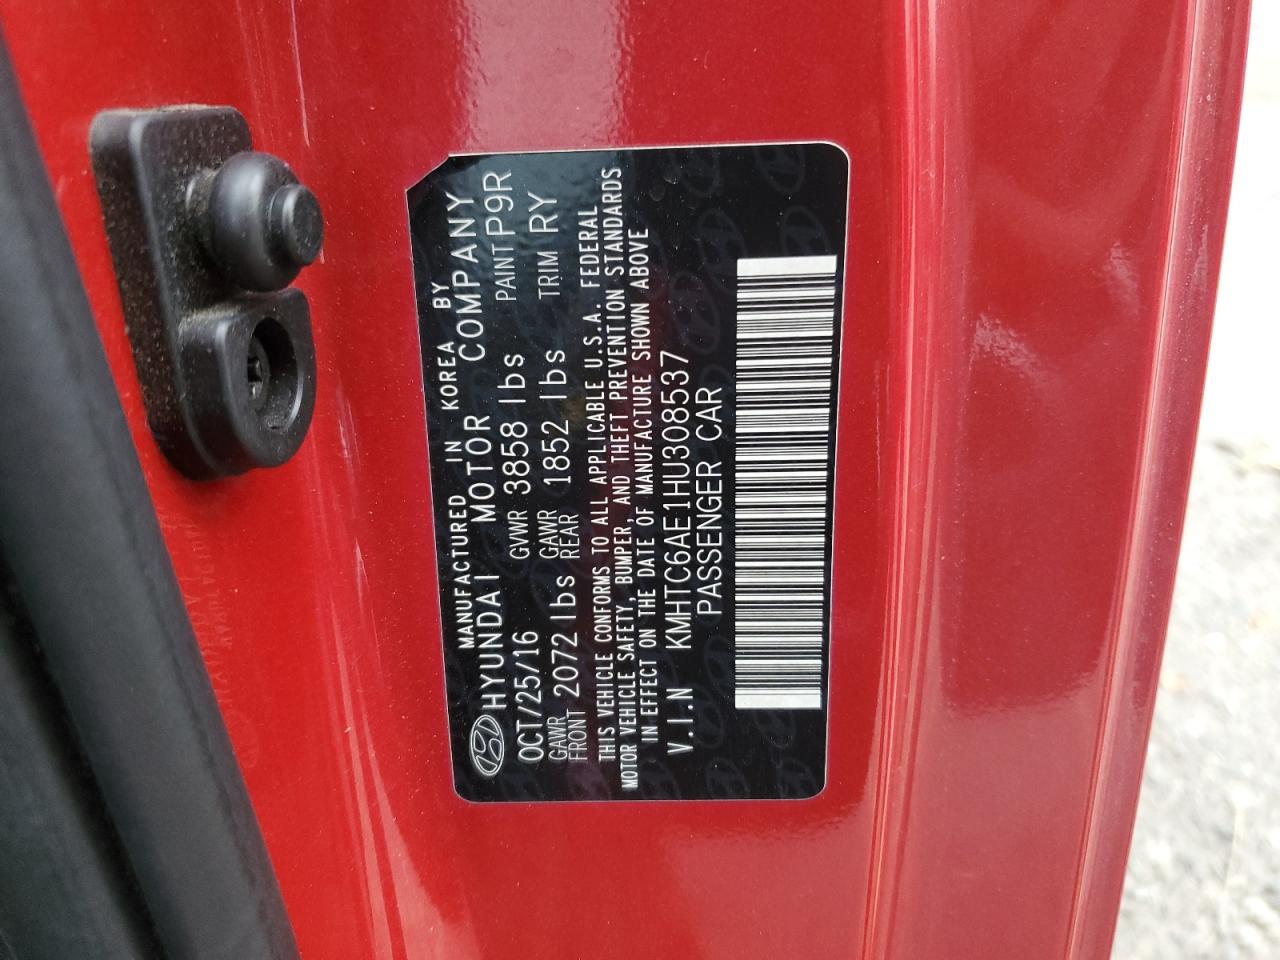 MANUFACTURED IN KOREA BY
HYUNDAI MOTOR COMPANY
OCT/25/16 GVWR 3858 lbs PAINT P9R
GAWR FRONT 2072 lbs GAWR REAR 1852 lbs TRIM RY
THIS VEHICLE CONFORMS TO ALL APPLICABLE U.S.A. FEDERAL
MOTOR VEHICLE SAFETY, BUMPER, AND THEFT PREVENTION STANDARDS
IN EFFECT ON THE DATE OF MANUFACTURE SHOWN ABOVE
V.I.N KMHTC6AE1HU308537
PASSENGER CAR